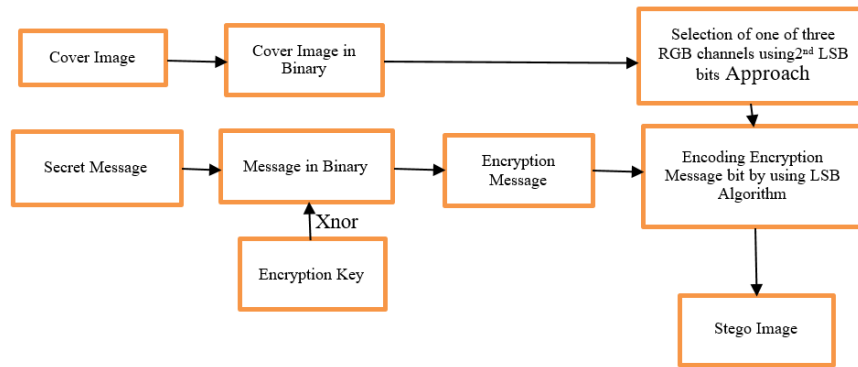 Cover Image
Cover Image in
Binary
Selection of one of three
RGB channels using2nd LSB
bits Approach
Secret Message
Message in Binary
Encryption
Message
Encoding Encryption
Message bit by using LSB
Algorithm
Xnor
Encryption Key
Stego Image